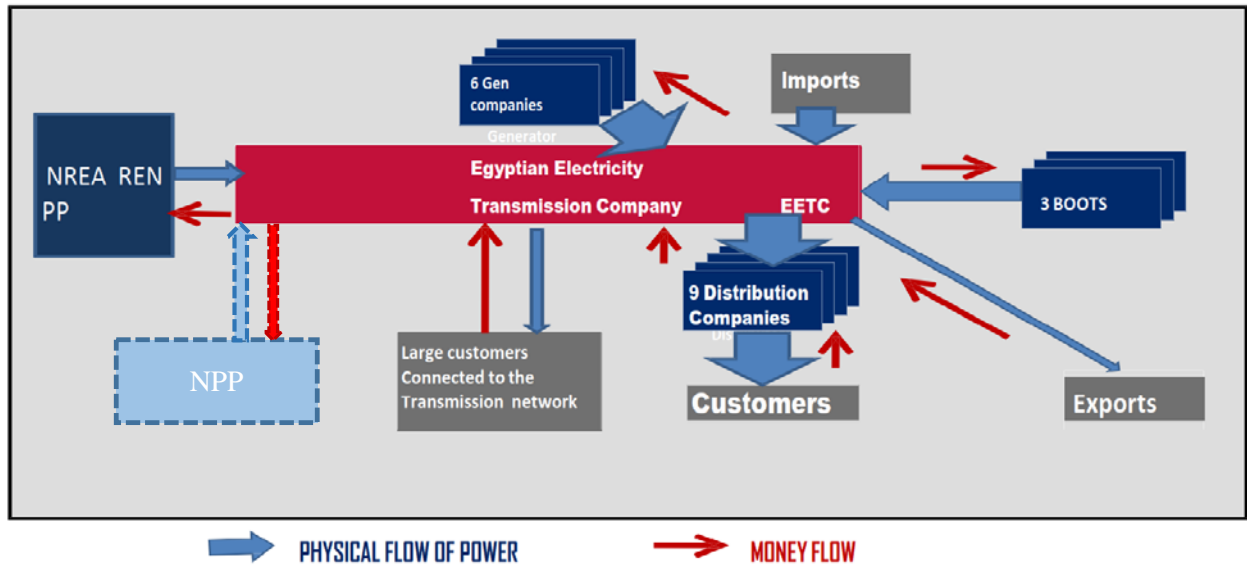 6 Gen
companies
Generator
Imports
NREA REN
PP
Egyptian Electricity
Transmission Company EETC
3 BOOTS
9 Distribution
Companies
Dis
Large customers
Connected to the
Transmission network
NPP
Customers
Exports
PHYSICAL FLOW OF POWER
MONEY FLOW